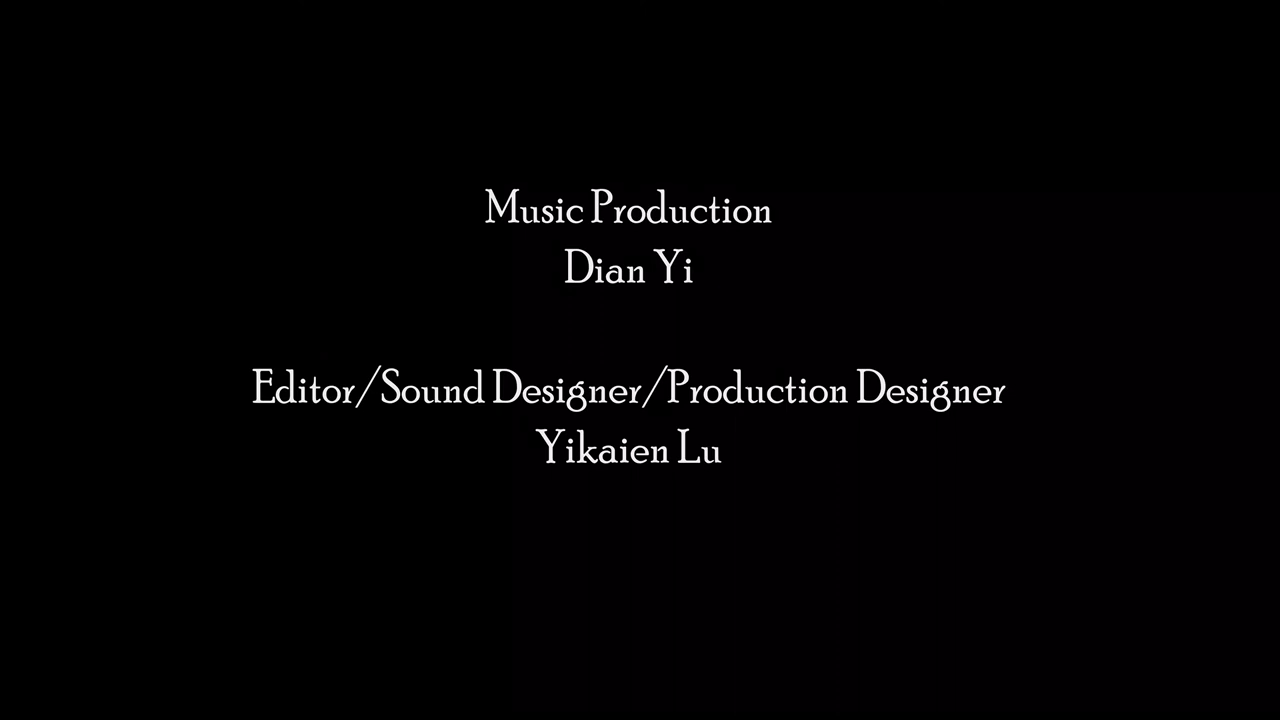 Music Production
Dian Yi
Editor/Sound Designer/Production Designer
Yikaien Lu